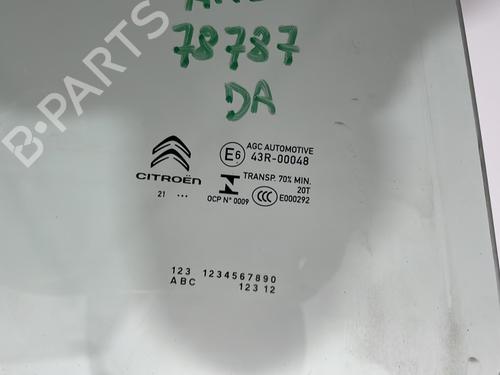 78787
DA
B-PARTS
CITROËN
21 ...
E6
AGC AUTOMOTIVE
43R-00048
TRANSP. 70% MIN.
20T
OCP N° 0009
CCC
E000292
123 1234567890
ABC 123 12